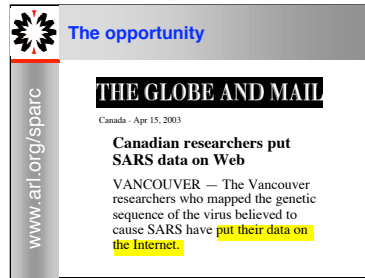 The opportunity
www.arl.org/sparc
THE GLOBE AND MAIL
Canada - Apr 15, 2003
Canadian researchers put
SARS data on Web
VANCOUVER — The Vancouver
researchers who mapped the genetic
sequence of the virus believed to
cause SARS have put their data on
the Internet.